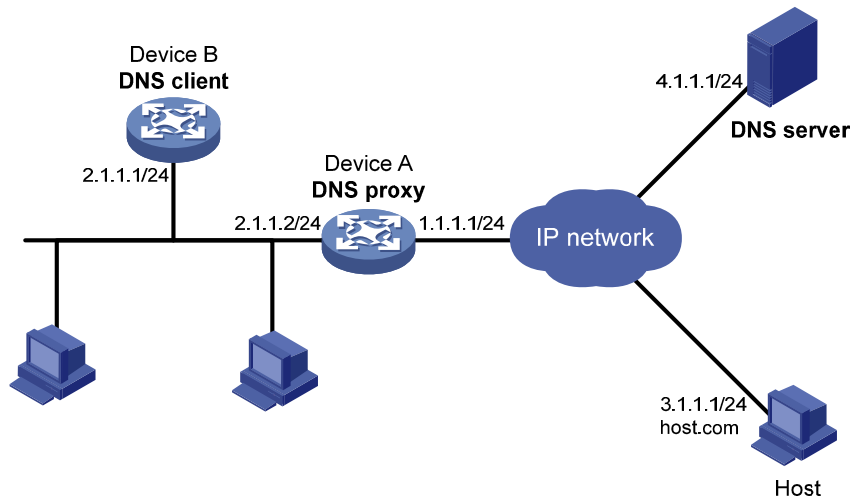 Device B
DNS client
2.1.1.1/24
Device A
DNS proxy
2.1.1.2/24
1.1.1.1/24
IP network
4.1.1.1/24
DNS server
3.1.1.1/24
host.com
Host